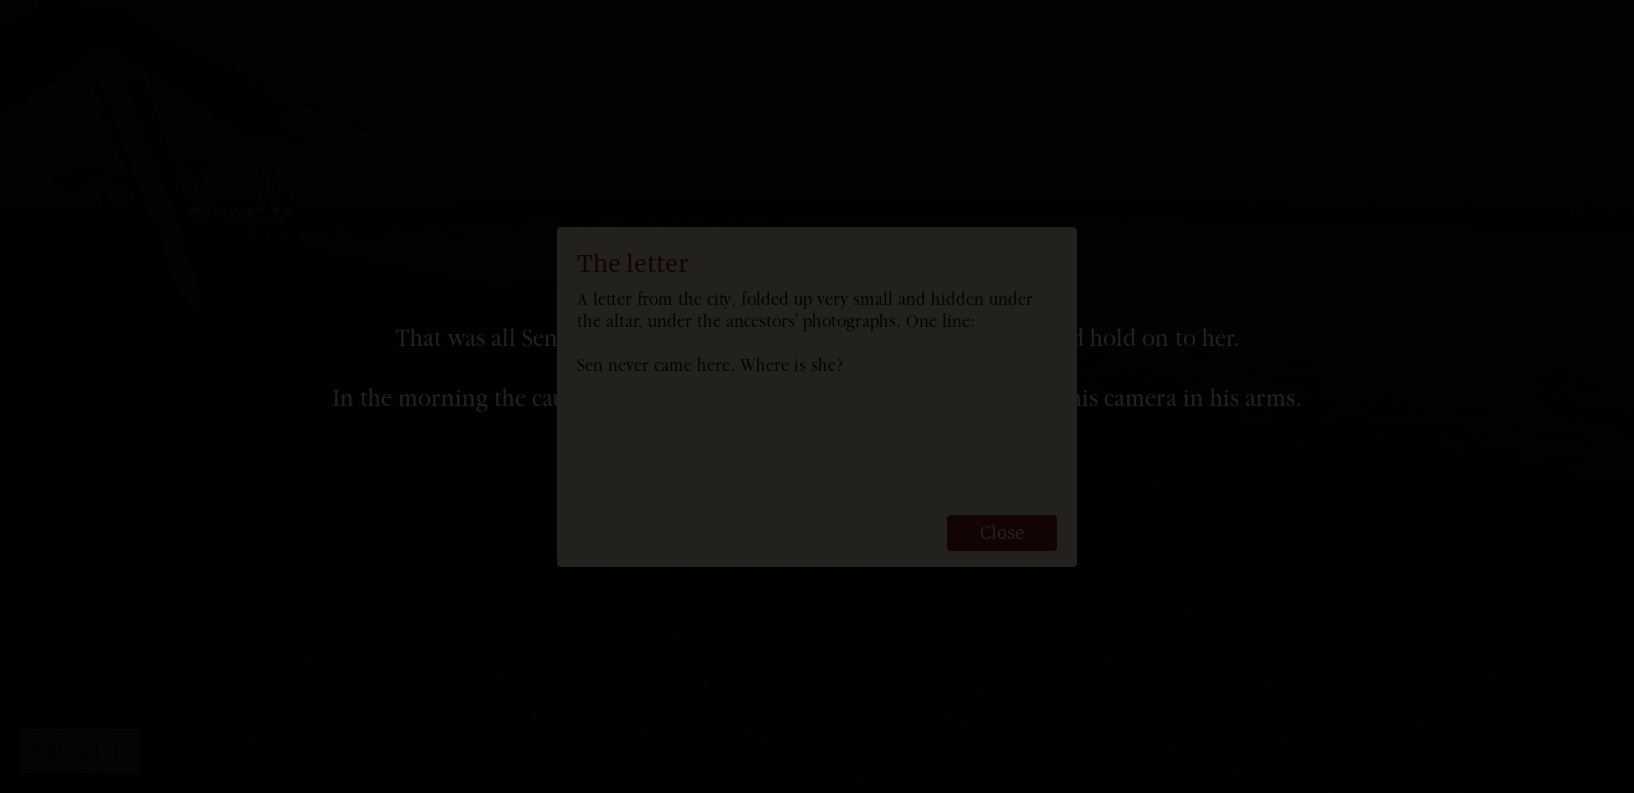 The letter
A letter from the city, folded up very small and hidden under
the altar, under the ancestors' photographs. One line:
Sen never came here. Where is she?
That was all Sen hold on to her.
In the morning the his camera in his arms.
Close
Journal